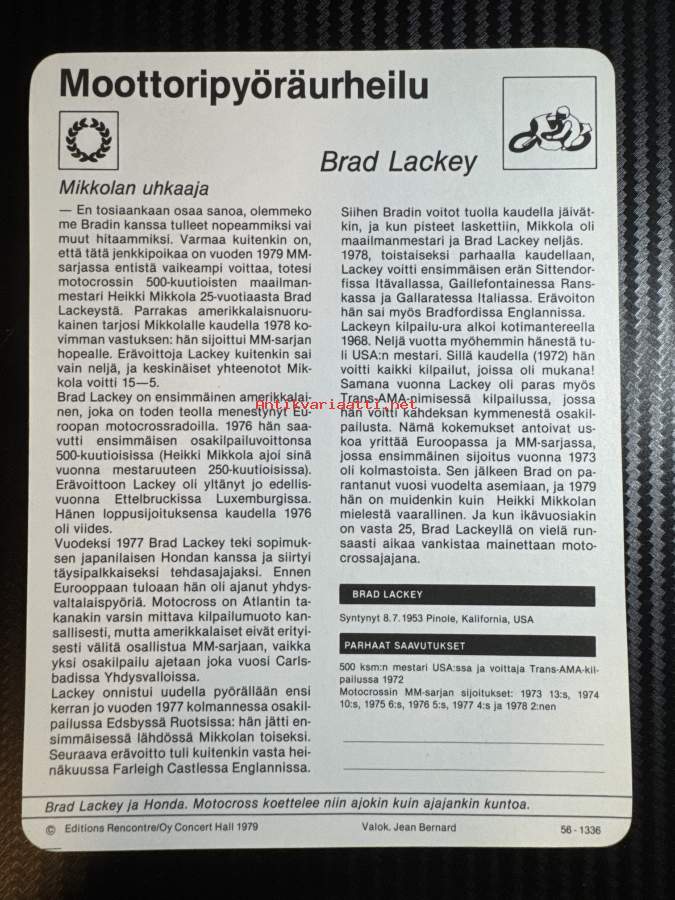 Moottoripyöräurheilu
Brad Lackey
Mikkolan uhkaaja
— En tosiaankaan osaa sanoa, olemmeko
me Bradin kanssa tulleet nopeammiksi vai
muut hitaammiksi. Varmaa kuitenkin on,
että tätä jenkkipoikaa on vuoden 1979 MM-
sarjassa entistä vaikeampi voittaa, totesi
motocrossin 500-kuutioisten maailman-
mestari Heikki Mikkola 25-vuotiaasta Brad
Lackeystä. Parrakas amerikkalaisnuoru-
kainen tarjosi Mikkolalle kaudella 1978 ko-
vimman vastuksen: hän sijoittui MM-sarjan
hopealle. Erävoittoja Lackey kuitenkin sai
vain neljä, ja keskinäiset yhteenotot Mik-
kola voitti 15—5.
Brad Lackey on ensimmäinen amerikkalai-
nen, joka on toden teolla menestynyt Eu-
roopan motocrossradoilla. 1976 hän saa-
vutti ensimmäisen osakilpailuvoittonsa
500-kuutioisissa (Heikki Mikkola ajoi sinä
vuonna mestaruuteen 250-kuutioisissa).
Erävoittoon Lackey oli yltänyt jo edellis-
vuonna Ettelbruckissa Luxemburgissa.
Hänen loppusijoituksensa kaudella 1976
oli viides.
Vuodeksi 1977 Brad Lackey teki sopimuk-
sen japanilaisen Hondan kanssa ja siirtyi
täysipalkkaiseksi tehdasajajaksi. Ennen
Eurooppaan tuloaan hän oli ajanut yhdys-
valtalaispyöriä. Motocross on Atlantin ta-
kanakin varsin mittava kilpailumuoto kan-
sallisesti, mutta amerikkalaiset eivät erityi-
sesti välitä osallistua MM-sarjaan, vaikka
yksi osakilpailu ajetaan joka vuosi Carls-
badissa Yhdysvalloissa.
Lackey onnistui uudella pyörällään ensi
kerran jo vuoden 1977 kolmannessa osakil-
pailussa Edsbyssä Ruotsissa: hän jätti en-
simmäisessä lähdössä Mikkolan toiseksi.
Seuraava erävoitto tuli kuitenkin vasta hei-
näkuussa Farleigh Castlessa Englannissa.
Siihen Bradin voitot tuolla kaudella jäivät-
kin, ja kun pisteet laskettiin, Mikkola oli
maailmanmestari ja Brad Lackey neljäs.
1978, toistaiseksi parhaalla kaudellaan,
Lackey voitti ensimmäisen erän Sittendor-
fissa Itävallassa, Gaillefontainessa Rans-
kassa ja Gallaratessa Italiassa. Erävoiton
hän sai myös Bradfordissa Englannissa.
Lackeyn kilpailu-ura alkoi kotimantereella
1968. Neljä vuotta myöhemmin hänestä tu-
li USA:n mestari. Sillä kaudella (1972) hän
voitti kaikki kilpailut, joissa oli mukana!
Samana vuonna Lackey oli paras myös
Trans-AMA-nimisessä kilpailussa, jossa
hän voitti kahdeksan kymmenestä osakil-
pailusta. Nämä kokemukset antoivat us-
koa yrittää Euroopassa ja MM-sarjassa,
jossa ensimmäinen sijoitus vuonna 1973
oli kolmastoista. Sen jälkeen Brad on pa-
rantanut vuosi vuodelta asemiaan, ja 1979
hän on muidenkin kuin Heikki Mikkolan
mielestä vaarallinen. Ja kun ikävuosiakin
on vasta 25, Brad Lackeyllä on vielä run-
saasti aikaa vankistaa mainettaan moto-
crossajajana.
BRAD LACKEY
Syntynyt 8.7.1953 Pinole, Kalifornia, USA
PARHAAT SAAVUTUKSET
500 ksm:n mestari USA:ssa ja voittaja Trans-AMA-kil-
pailussa 1972
Motocrossin MM-sarjan sijoitukset: 1973 13:s, 1974
10:s, 1975 6:s, 1976 5:s, 1977 4:s ja 1978 2:nen
Antikvariaatti.net
Brad Lackey ja Honda. Motocross koettelee niin ajokin kuin ajajankin kuntoa.
© Editions Rencontre/Oy Concert Hall 1979 Valok. Jean Bernard 56 - 1336